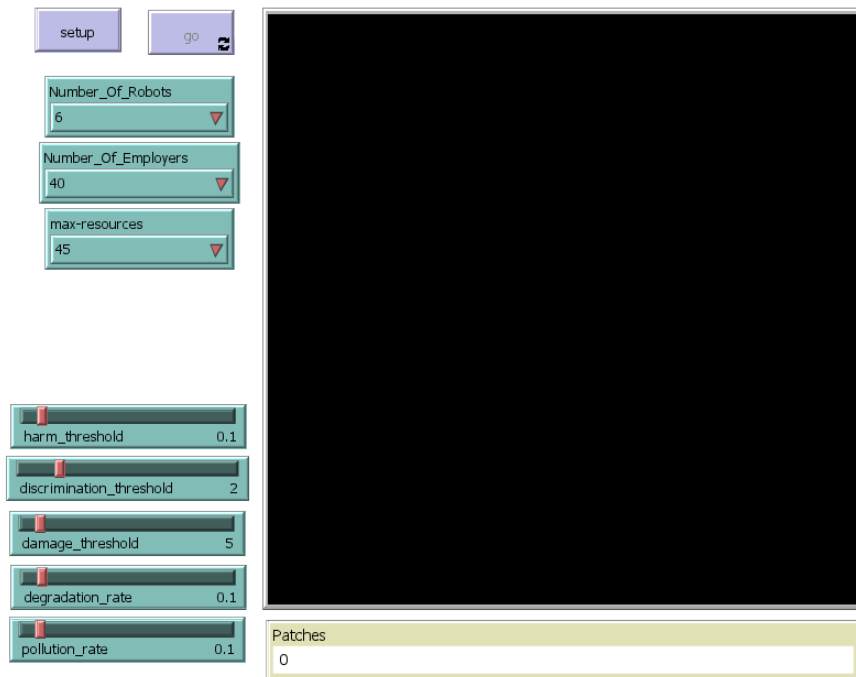 setup
go
Number_Of_Robots
6
Number_Of_Employers
40
max-resources
45
harm_threshold 0.1
discrimination_threshold 2
damage_threshold 5
degradation_rate 0.1
pollution_rate 0.1
Patches
0